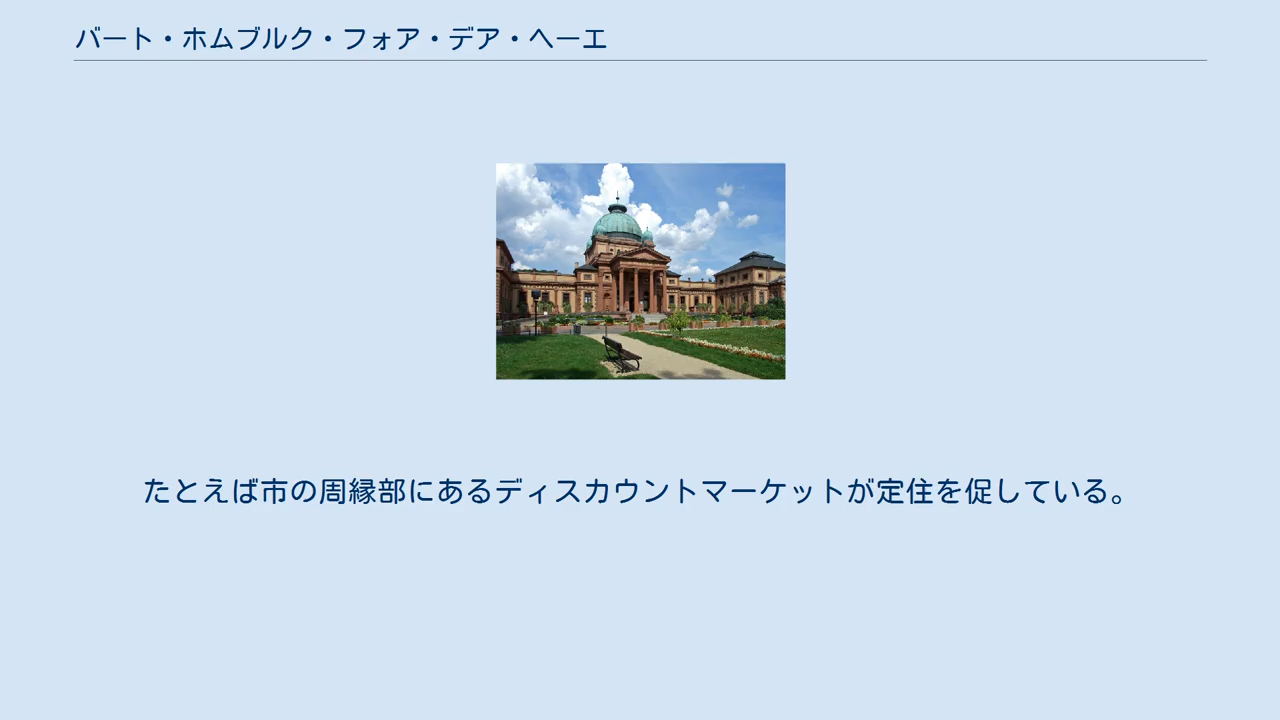 バート・ホムブルク・フォア・デア・ヘーエ
たとえば市の周縁部にあるディスカウントマーケットが定住を促している。